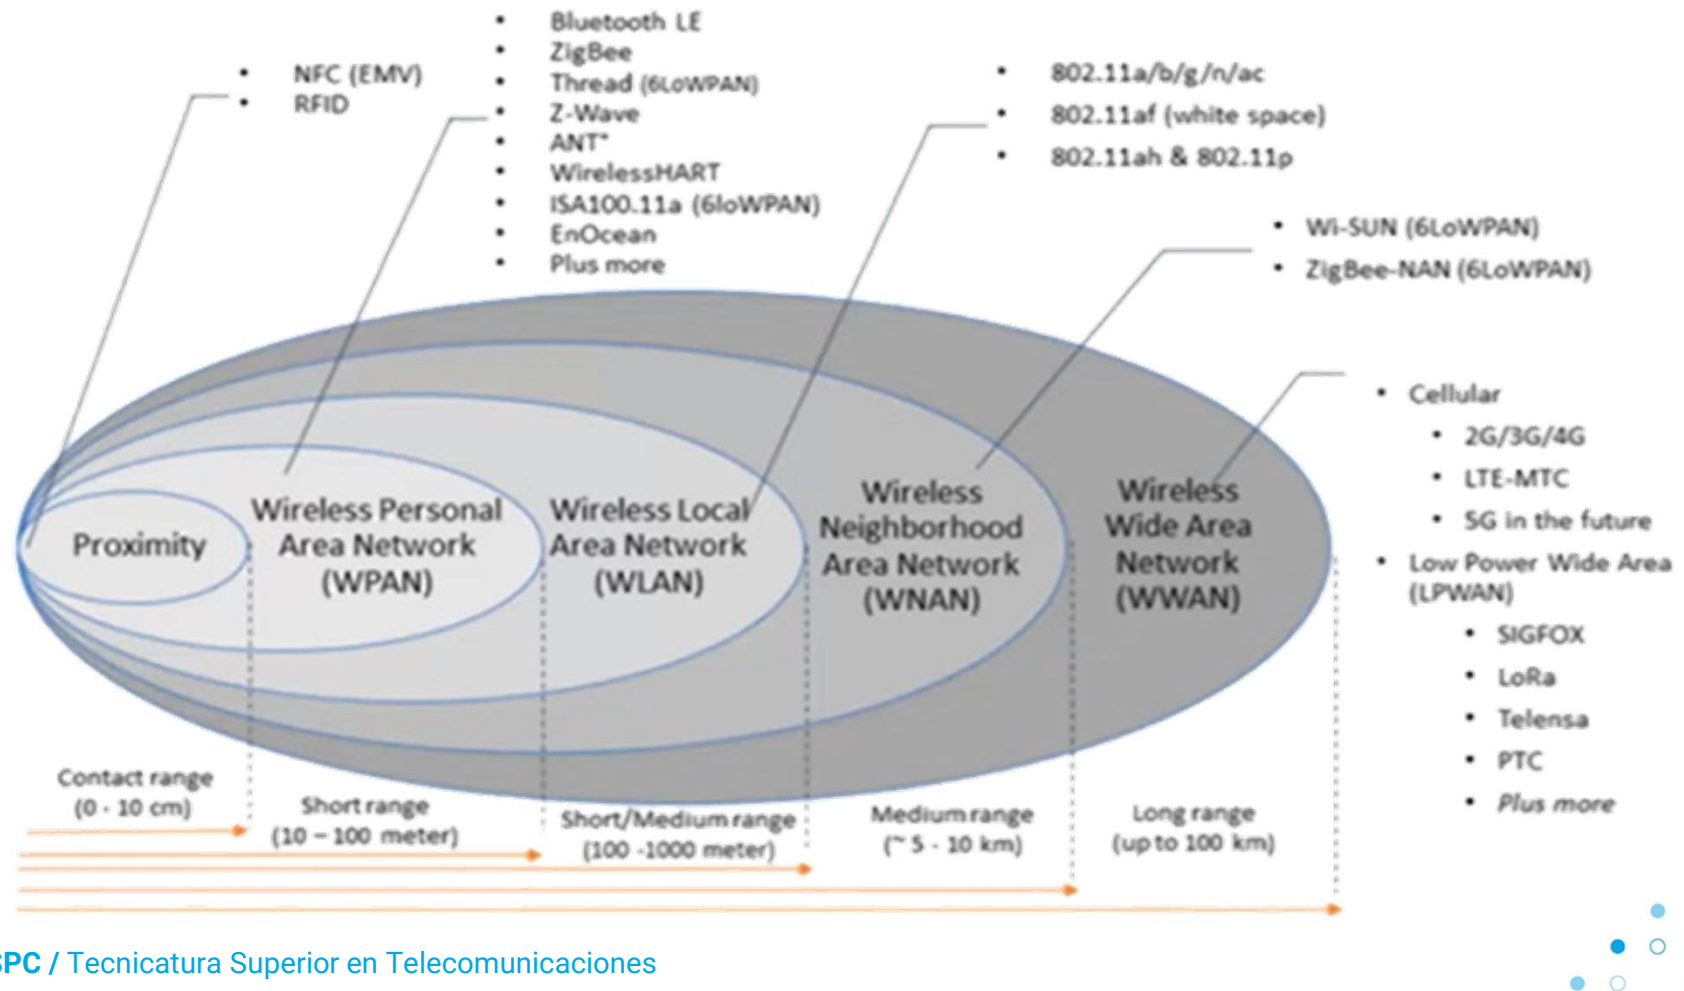 • NFC (EMV)
• RFID
• Bluetooth LE
• ZigBee
• Thread (6LoWPAN)
• Z-Wave
• ANT+
• WirelessHART
• ISA100.11a (6loWPAN)
• EnOcean
• Plus more
• 802.11a/b/g/n/ac
• 802.11af (white space)
• 802.11ah & 802.11p
• Wi-SUN (6LoWPAN)
• ZigBee-NAN (6LoWPAN)
• Cellular
• 2G/3G/4G
• LTE-MTC
• 5G in the future
• Low Power Wide Area
(LPWAN)
• SIGFOX
• LoRa
• Telensa
• PTC
• Plus more
Proximity
Wireless Personal
Area Network
(WPAN)
Wireless Local
Area Network
(WLAN)
Wireless
Neighborhood
Area Network
(WNAN)
Wireless
Wide Area
Network
(WWAN)
Contact range
(0 - 10 cm)
Short range
(10 – 100 meter)
Short/Medium range
(100 -1000 meter)
Medium range
(~ 5 - 10 km)
Long range
(up to 100 km)
SPC / Tecnicatura Superior en Telecomunicaciones